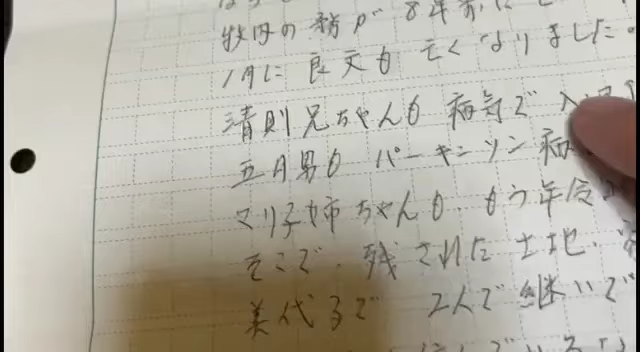 牧田の務が 8年前に
1月に 良文も 亡くなりました。
清則兄ちゃんも 病気で 入
五月男も パーキンソン病
マリ子姉ちゃんも、もう年令
そこで、残された土地、
美代子で 2人で継いで